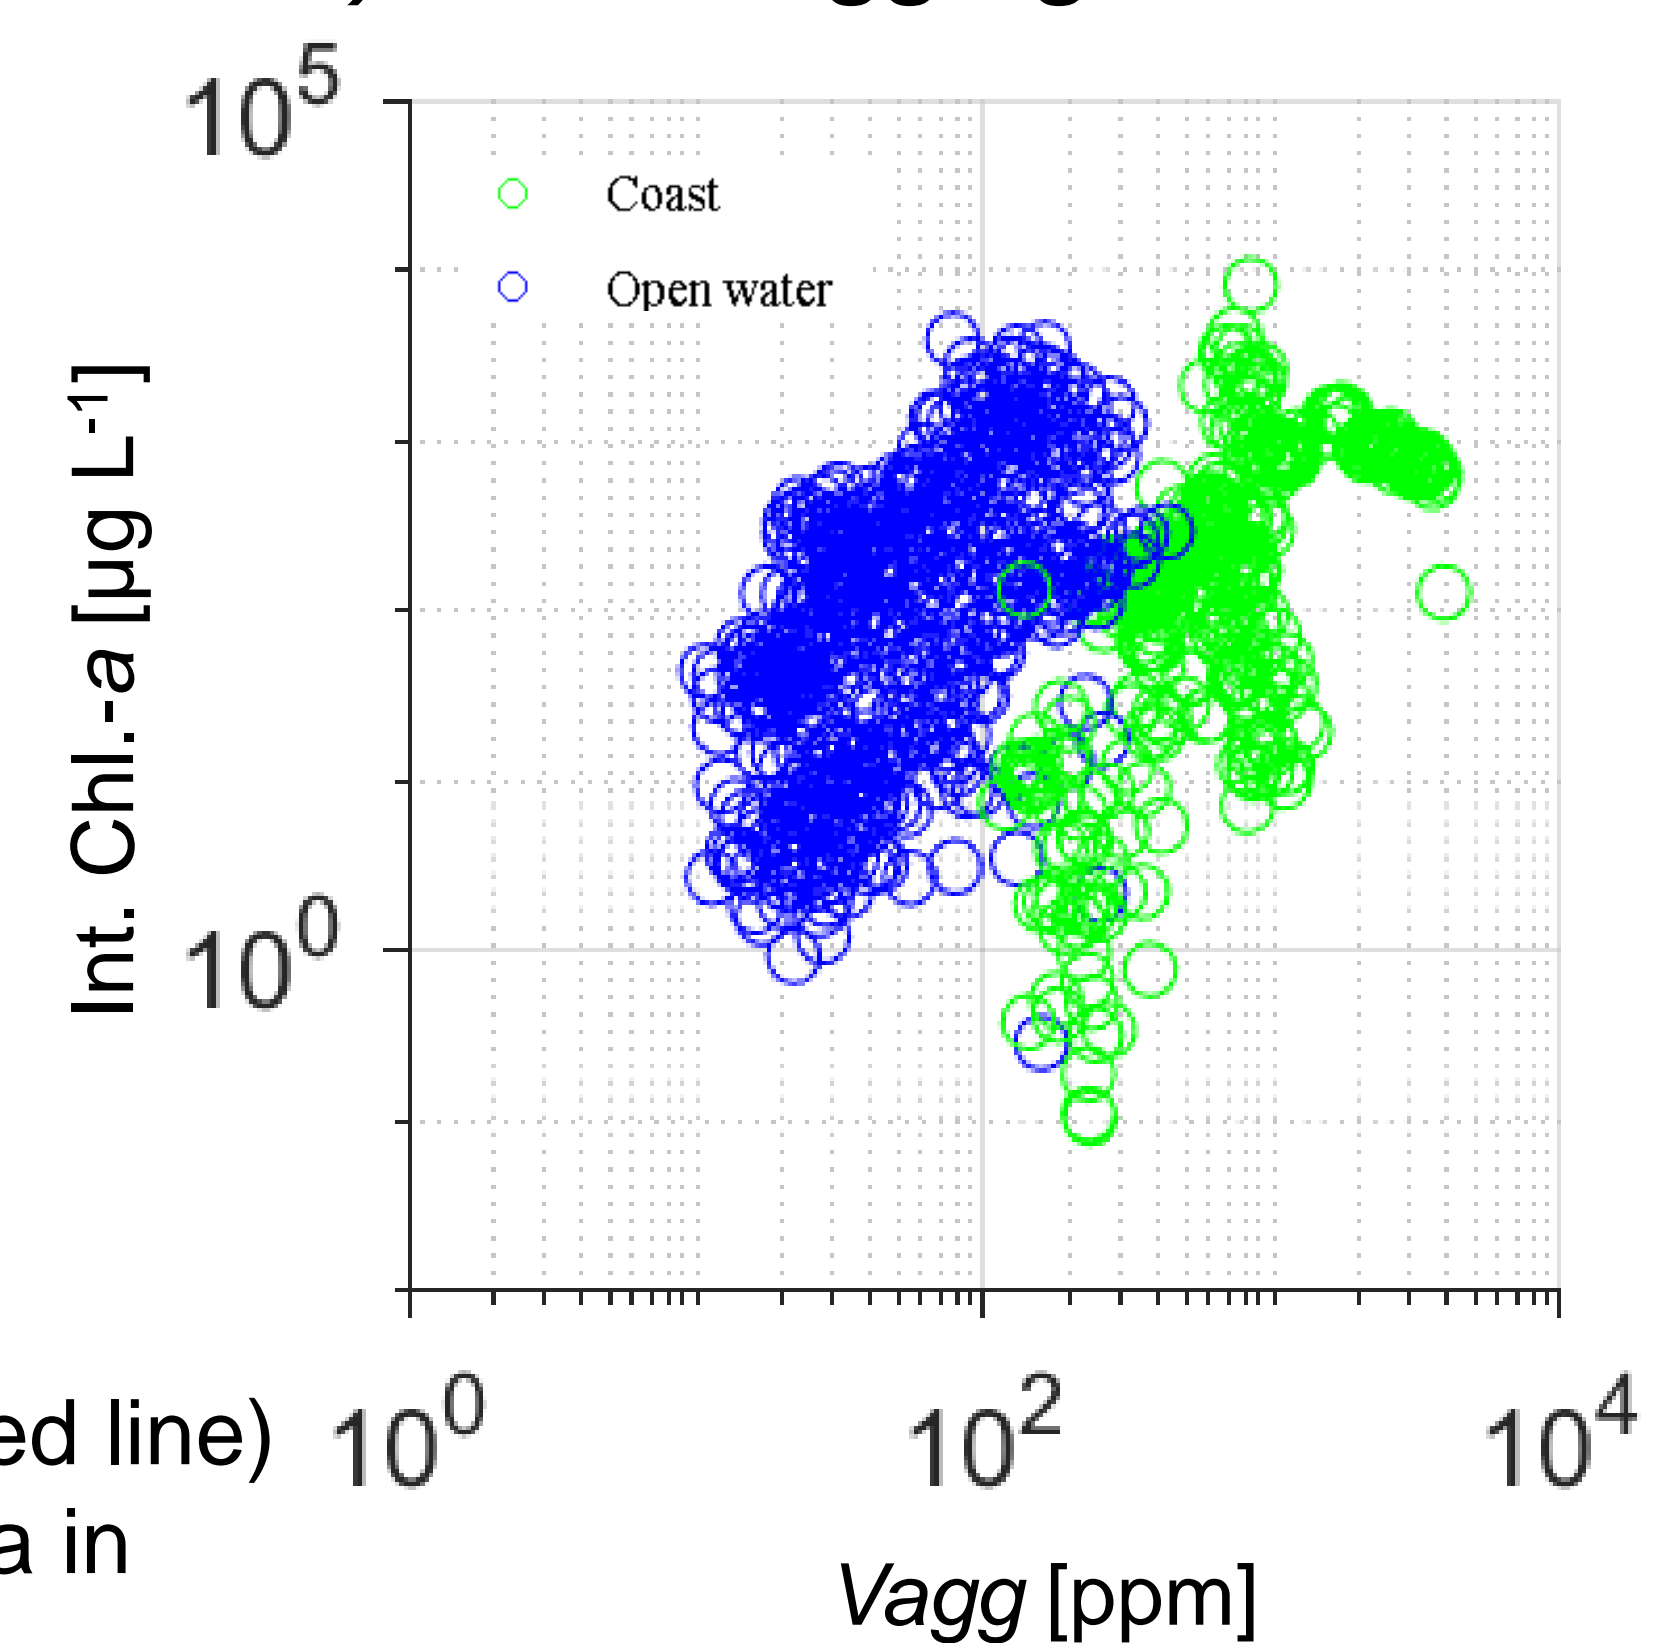 10^5
Coast
Open water
Int. Chl.-a [µg L^-1]
10^0
ed line)
10^0 10^2 10^4
a in
Vagg [ppm]